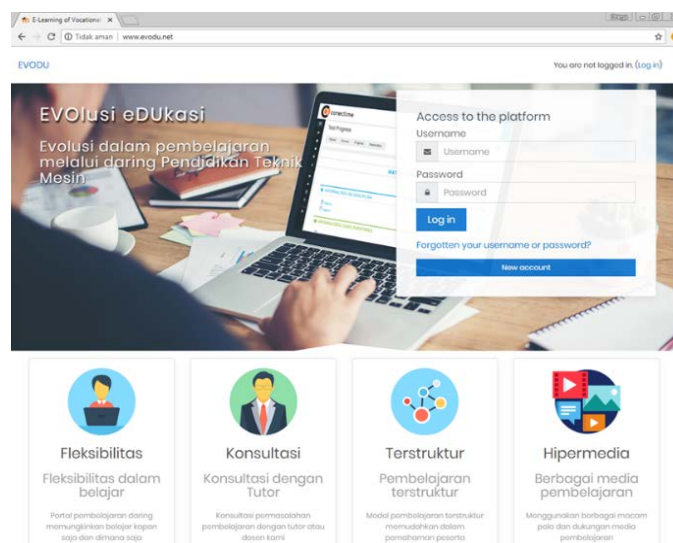 E-Learning of Vocational
Tidak aman | www.evodu.net
EVODU
You are not logged in. (Log in)
EVOlusi eDUkasi
Evolusi dalam pembelajaran
melalui daring Pendidikan Teknik
Mesin
conectime
Access to the platform
Username
Username
Password
Password
Log in
Forgotten your username or password?
New account
Fleksibilitas
Fleksibilitas dalam
belajar
Portal pembelajaran daring
memungkinkan belajar kapan
saja dan dimana saja
Konsultasi
Konsultasi dengan
Tutor
Konsultasi permasalahan
pembelajaran dengan tutor atau
dosen kami
Terstruktur
Pembelajaran
terstruktur
Modal pembelajaran terstruktur
memudahkan dalam
pemahaman peserta
Hipermedia
Berbagai media
pembelajaran
Menggunakan berbagai macam
pola dan dukungan media
pembelajaran